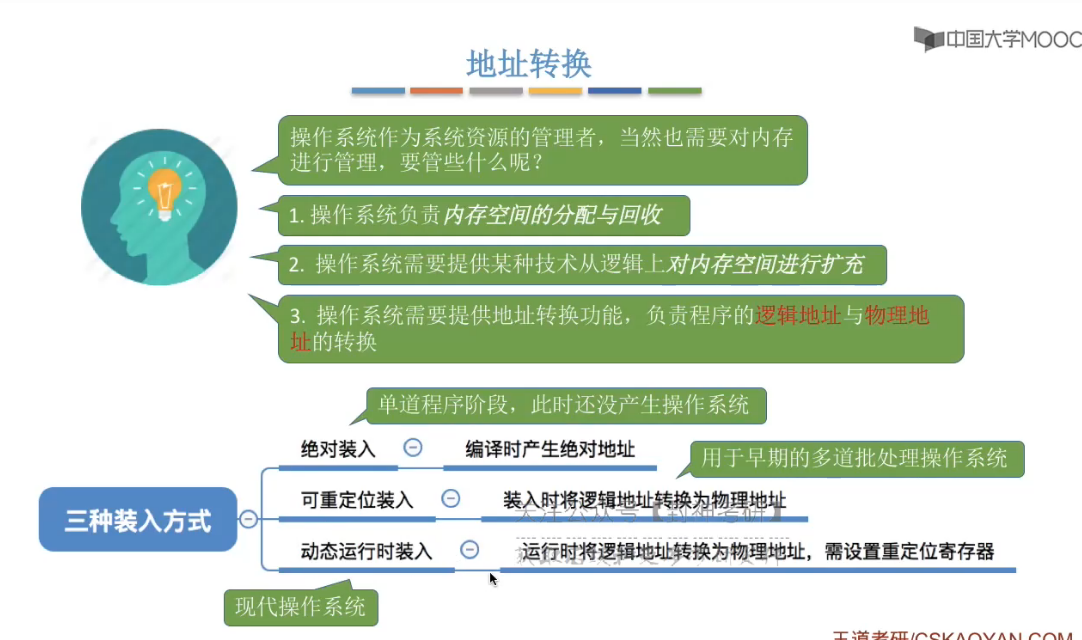 中国大学MOOC
地址转换
操作系统作为系统资源的管理者，当然也需要对内存
进行管理，要管些什么呢？
1. 操作系统负责内存空间的分配与回收
2. 操作系统需要提供某种技术从逻辑上对内存空间进行扩充
3. 操作系统需要提供地址转换功能，负责程序的逻辑地址与物理地
址的转换
单道程序阶段，此时还没产生操作系统
绝对装入
编译时产生绝对地址
用于早期的多道批处理操作系统
三种装入方式
可重定位装入
装入时将逻辑地址转换为物理地址
动态运行时装入
运行时将逻辑地址转换为物理地址，需设置重定位寄存器
现代操作系统
王道考研/CSKAOYAN.COM